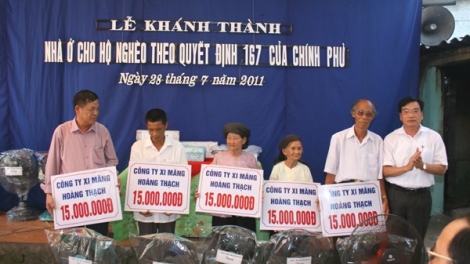 LỄ KHÁNH THÀNH
NHÀ Ở CHO HỘ NGHÈO THEO QUYẾT ĐỊNH 167 CỦA CHÍNH PHỦ
Ngày 28 tháng 7 năm 2011
CÔNG TY XI MĂNG
HOÀNG THẠCH
15.000.000Đ
CÔNG TY XI MĂNG
HOÀNG THẠCH
15.000.000Đ
CÔNG TY XI MĂNG
HOÀNG THẠCH
15.000.000Đ
CÔNG TY XI MĂNG
HOÀNG THẠCH
15.000.000Đ
CÔNG TY XI MĂNG
HOÀNG THẠCH
15.000.000Đ